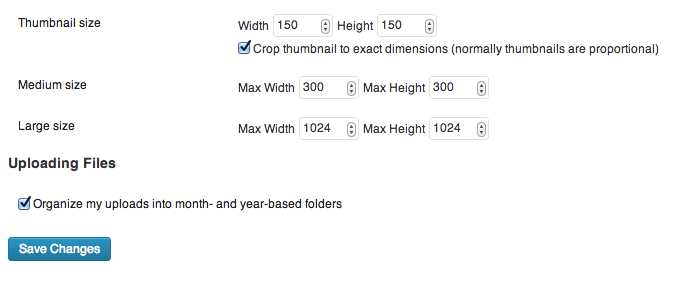 Thumbnail size Width 150 Height 150
Crop thumbnail to exact dimensions (normally thumbnails are proportional)
Medium size Max Width 300 Max Height 300
Large size Max Width 1024 Max Height 1024
Uploading Files
Organize my uploads into month- and year-based folders
Save Changes